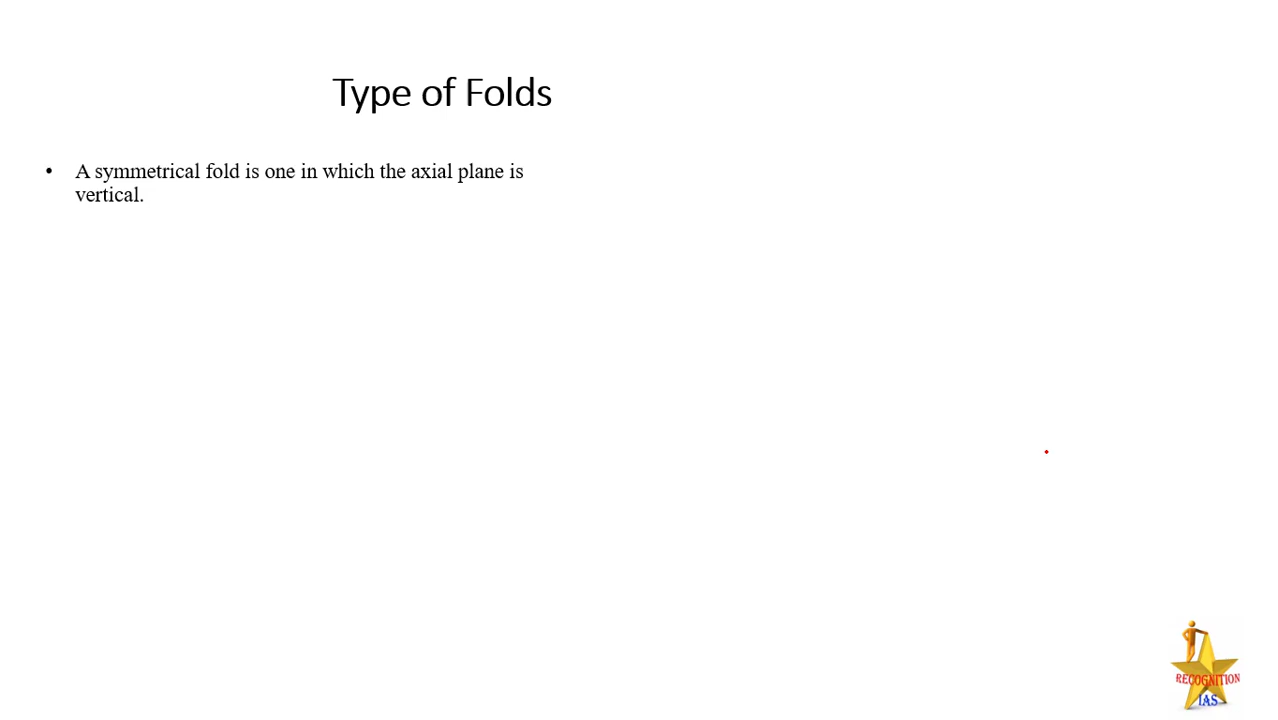 Type of Folds
• A symmetrical fold is one in which the axial plane is
vertical.
RECOGNITION
IAS